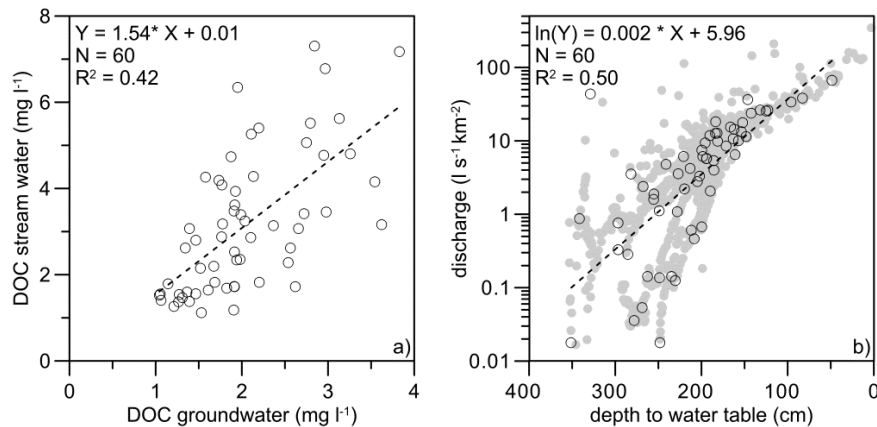 Y = 1.54* X + 0.01
N = 60
R² = 0.42
8
6
4
2
0
DOC stream water (mg l⁻¹)
a)
0 1 2 3 4
DOC groundwater (mg l⁻¹)
ln(Y) = 0.002 * X + 5.96
N = 60
R² = 0.50
100
10
1
0.1
0.01
discharge (l s⁻¹ km⁻²)
b)
400 300 200 100 0
depth to water table (cm)